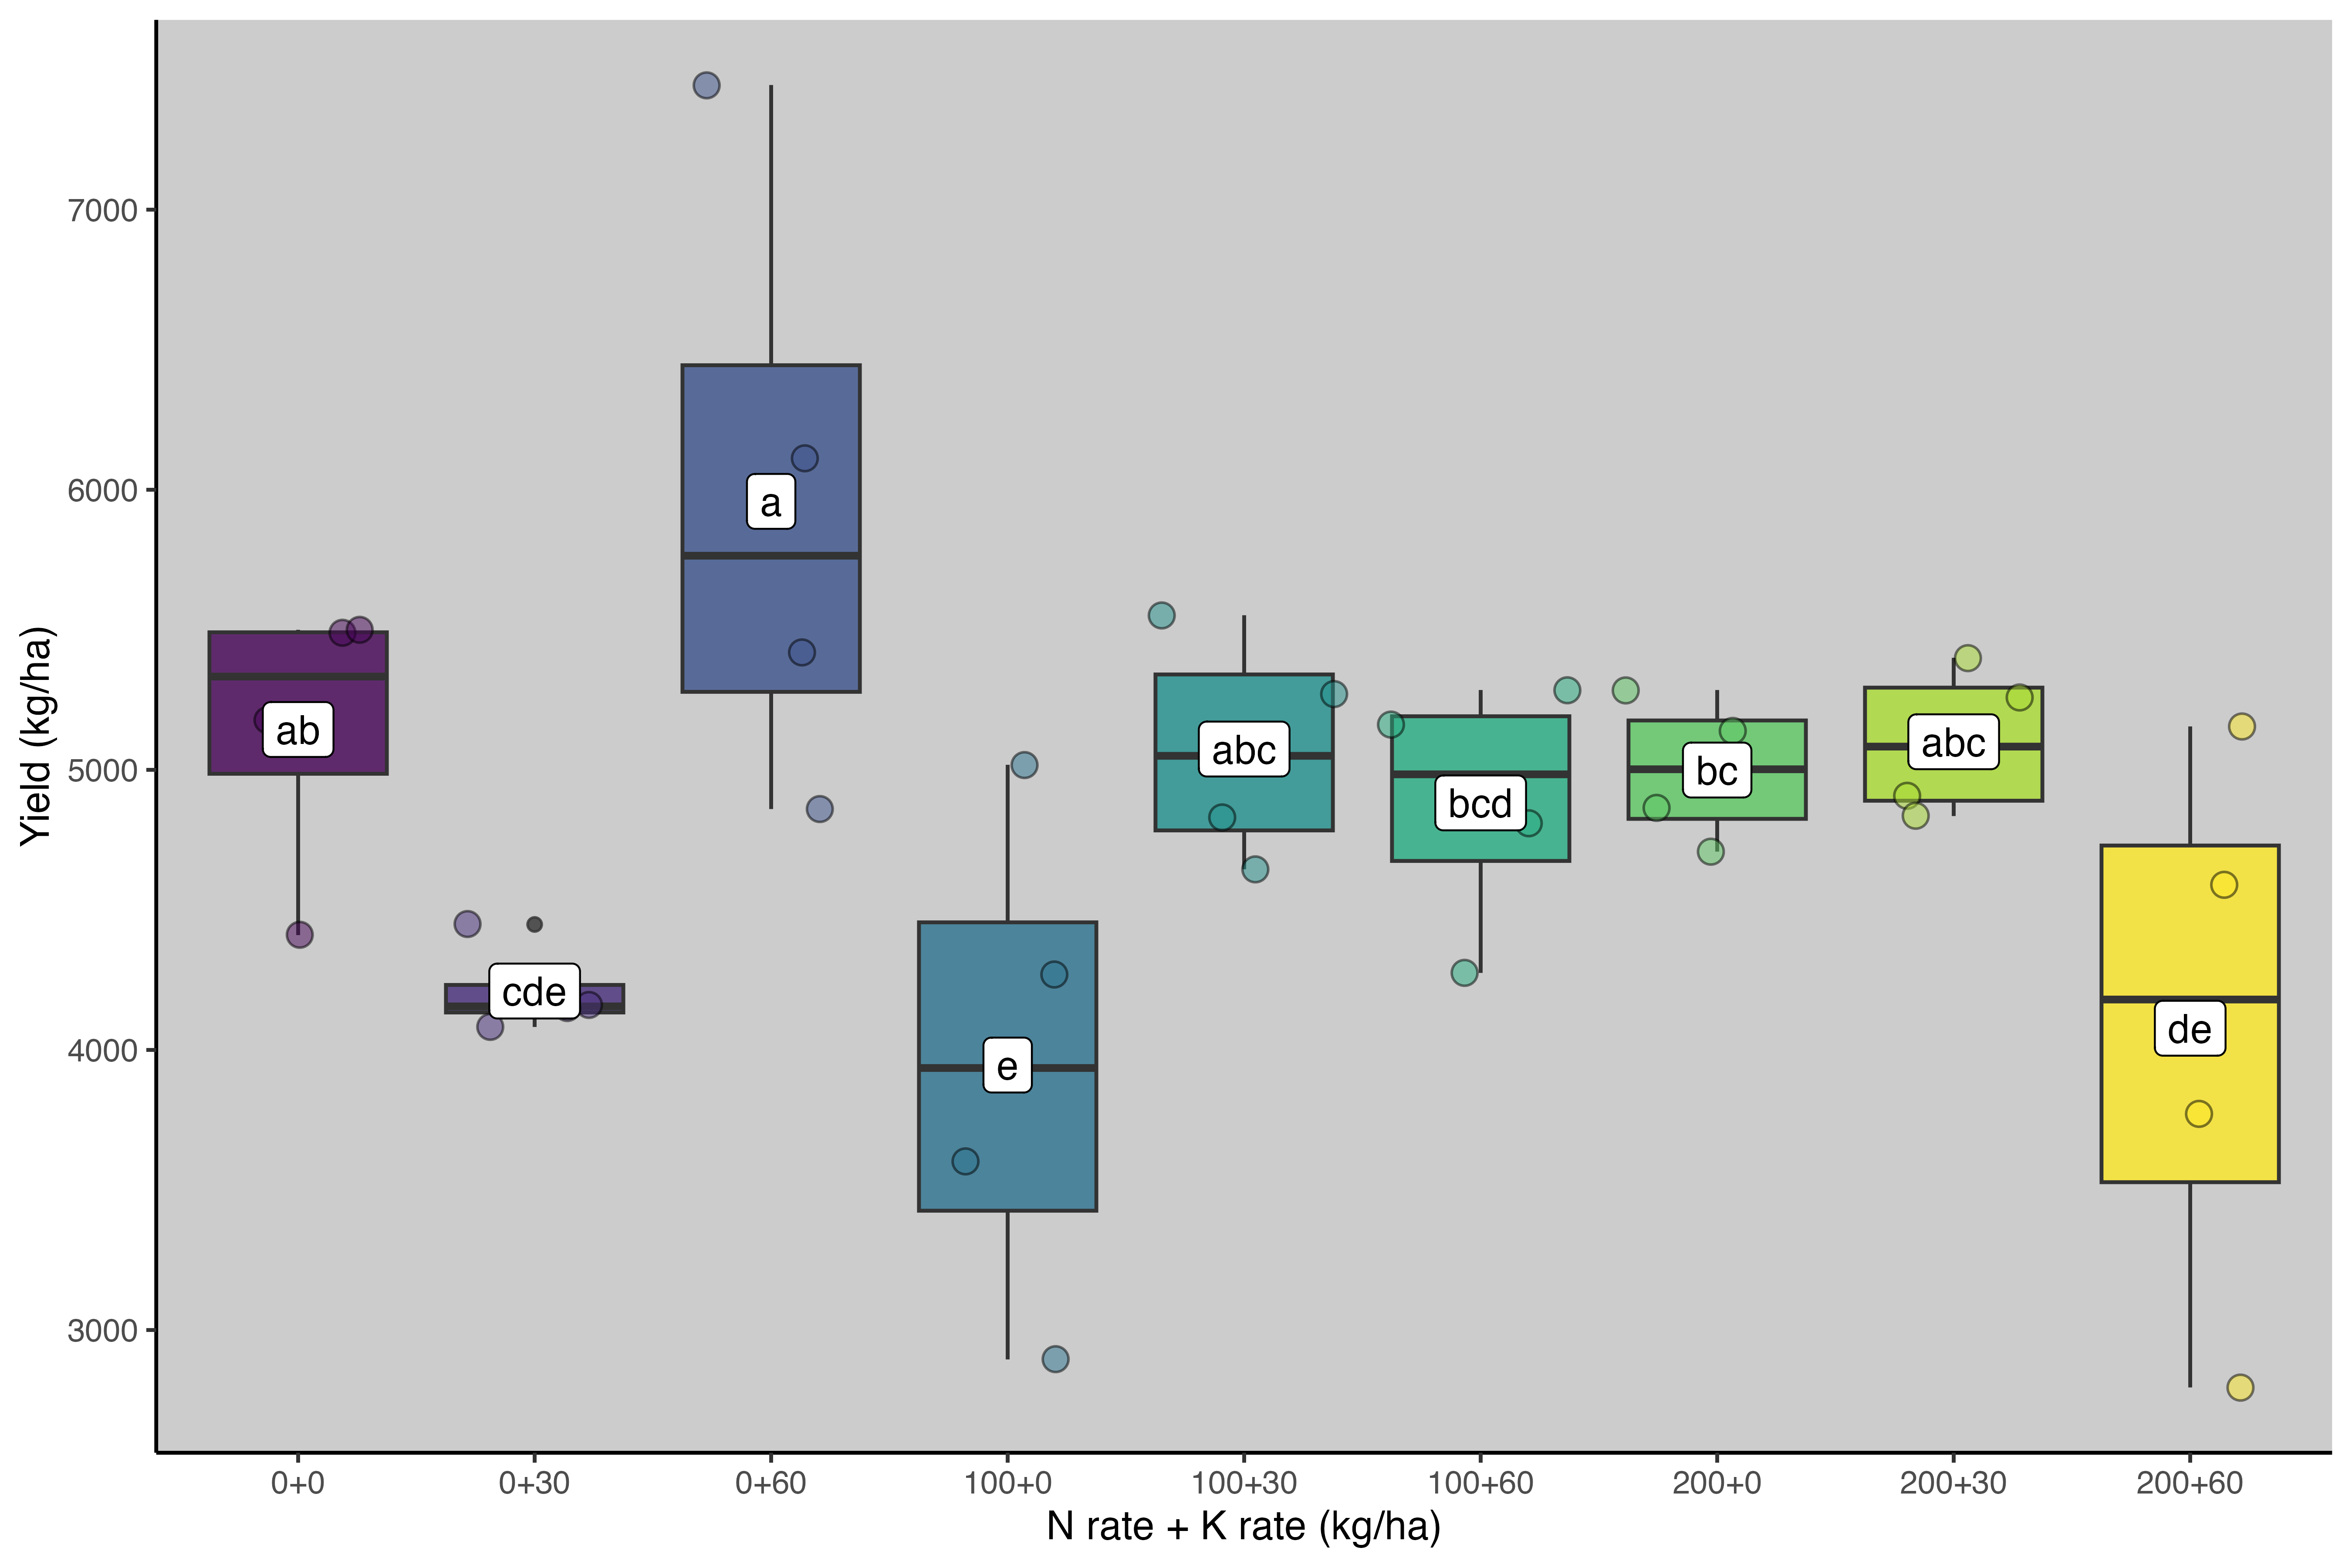 7000
6000
5000
4000
3000
Yield (kg/ha)
a
ab
abc
abc
bc
bcd
cde
de
e
0+0 0+30 0+60 100+0 100+30 100+60 200+0 200+30 200+60
N rate + K rate (kg/ha)